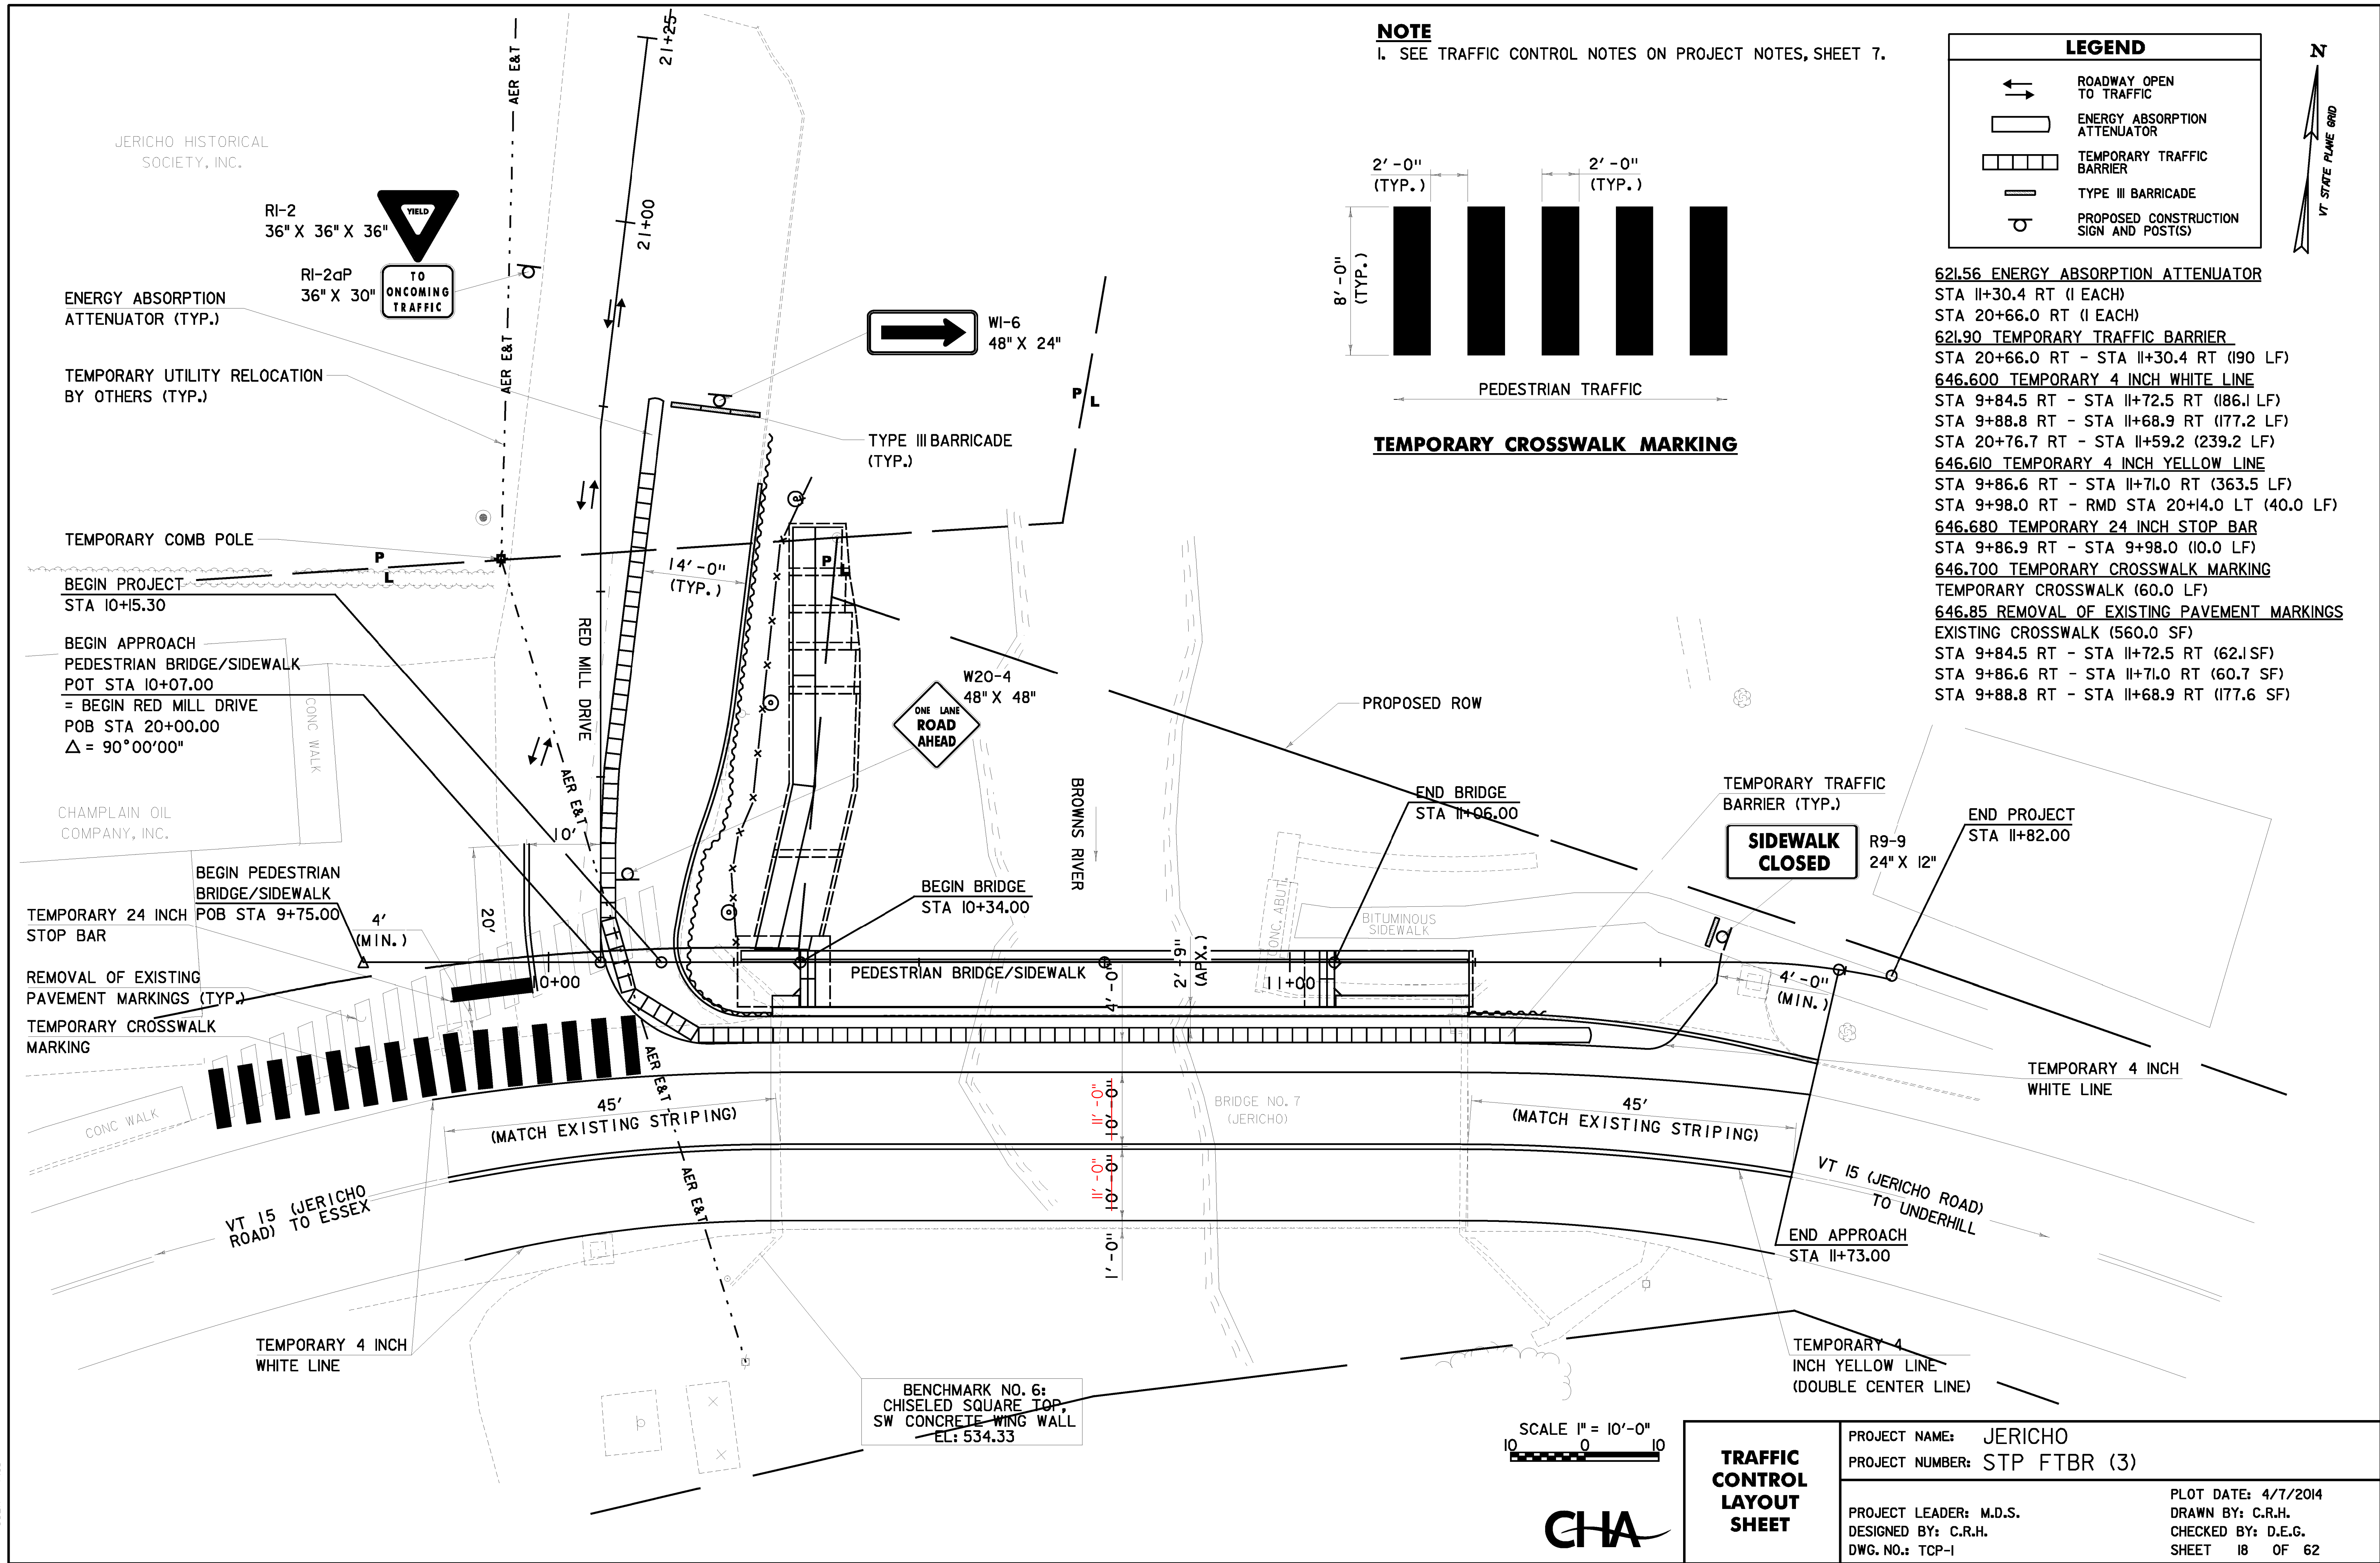 NOTE
1. SEE TRAFFIC CONTROL NOTES ON PROJECT NOTES, SHEET 7.
LEGEND
ROADWAY OPEN
TO TRAFFIC
ENERGY ABSORPTION
ATTENUATOR
TEMPORARY TRAFFIC
BARRIER
TYPE III BARRICADE
PROPOSED CONSTRUCTION
SIGN AND POST(S)
N
VT STATE PLANE GRID
621.56 ENERGY ABSORPTION ATTENUATOR
STA 11+30.4 RT (1 EACH)
STA 20+66.0 RT (1 EACH)
621.90 TEMPORARY TRAFFIC BARRIER
STA 20+66.0 RT - STA 11+30.4 RT (190 LF)
646.600 TEMPORARY 4 INCH WHITE LINE
STA 9+84.5 RT - STA 11+72.5 RT (186.1 LF)
STA 9+88.8 RT - STA 11+68.9 RT (177.2 LF)
STA 20+76.7 RT - STA 11+59.2 (239.2 LF)
646.610 TEMPORARY 4 INCH YELLOW LINE
STA 9+86.6 RT - STA 11+71.0 RT (363.5 LF)
STA 9+98.0 RT - RMD STA 20+14.0 LT (40.0 LF)
646.680 TEMPORARY 24 INCH STOP BAR
STA 9+86.9 RT - STA 9+98.0 (10.0 LF)
646.700 TEMPORARY CROSSWALK MARKING
TEMPORARY CROSSWALK (60.0 LF)
646.85 REMOVAL OF EXISTING PAVEMENT MARKINGS
EXISTING CROSSWALK (560.0 SF)
STA 9+84.5 RT - STA 11+72.5 RT (62.1 SF)
STA 9+86.6 RT - STA 11+71.0 RT (60.7 SF)
STA 9+88.8 RT - STA 11+68.9 RT (177.6 SF)
2'-0"
(TYP.)
2'-0"
(TYP.)
8'-0"
(TYP.)
PEDESTRIAN TRAFFIC
TEMPORARY CROSSWALK MARKING
JERICHO HISTORICAL
SOCIETY, INC.
AER E&T
21+25
21+00
R1-2
36" X 36" X 36"
YIELD
R1-2aP
36" X 30"
TO
ONCOMING
TRAFFIC
ENERGY ABSORPTION
ATTENUATOR (TYP.)
AER E&T
TEMPORARY UTILITY RELOCATION
BY OTHERS (TYP.)
W1-6
48" X 24"
TYPE III BARRICADE
(TYP.)
P L
TEMPORARY COMB POLE
P L
P L
14'-0"
(TYP.)
BEGIN PROJECT
STA 10+15.30
BEGIN APPROACH
PEDESTRIAN BRIDGE/SIDEWALK
POT STA 10+07.00
= BEGIN RED MILL DRIVE
POB STA 20+00.00
Δ = 90°00'00"
CONC WALK
RED MILL DRIVE
AER E&T
W20-4
48" X 48"
ONE LANE
ROAD
AHEAD
PROPOSED ROW
BROWNS RIVER
CHAMPLAIN OIL
COMPANY, INC.
10'
20'
BEGIN PEDESTRIAN
BRIDGE/SIDEWALK
POB STA 9+75.00
4'
(MIN.)
TEMPORARY 24 INCH
STOP BAR
REMOVAL OF EXISTING
PAVEMENT MARKINGS (TYP.)
TEMPORARY CROSSWALK
MARKING
10+00
BEGIN BRIDGE
STA 10+34.00
PEDESTRIAN BRIDGE/SIDEWALK
4'-0"
2'-9"
(APX.)
11+00
END BRIDGE
STA 11+06.00
CONC. ABUT.
BITUMINOUS
SIDEWALK
TEMPORARY TRAFFIC
BARRIER (TYP.)
SIDEWALK
CLOSED
R9-9
24" X 12"
END PROJECT
STA 11+82.00
4'-0"
(MIN.)
TEMPORARY 4 INCH
WHITE LINE
CONC WALK
AER E&T
45'
(MATCH EXISTING STRIPING)
11'-0"
10'-0"
11'-0"
10'-0"
1'-0"
BRIDGE NO. 7
(JERICHO)
45'
(MATCH EXISTING STRIPING)
AER E&T
VT 15 (JERICHO
ROAD) TO ESSEX
VT 15 (JERICHO ROAD)
TO UNDERHILL
END APPROACH
STA 11+73.00
TEMPORARY 4 INCH
WHITE LINE
BENCHMARK NO. 6:
CHISELED SQUARE TOP,
SW CONCRETE WING WALL
EL: 534.33
TEMPORARY 4
INCH YELLOW LINE
(DOUBLE CENTER LINE)
SCALE 1" = 10'-0"
10 0 10
CHA
TRAFFIC
CONTROL
LAYOUT
SHEET
PROJECT NAME: JERICHO
PROJECT NUMBER: STP FTBR (3)
PROJECT LEADER: M.D.S.
DESIGNED BY: C.R.H.
DWG. NO.: TCP-1
PLOT DATE: 4/7/2014
DRAWN BY: C.R.H.
CHECKED BY: D.E.G.
SHEET 18 OF 62